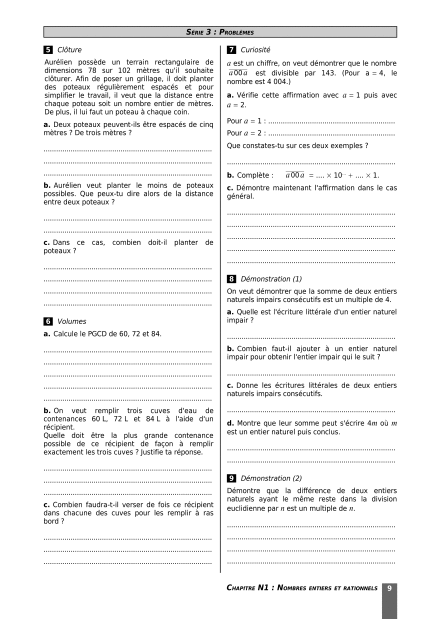 SÉRIE 3 : PROBLÈMES
5 Clôture
Aurélien possède un terrain rectangulaire de
dimensions 78 sur 102 mètres qu'il souhaite
clôturer. Afin de poser un grillage, il doit planter
des poteaux régulièrement espacés et pour
simplifier le travail, il veut que la distance entre
chaque poteau soit un nombre entier de mètres.
De plus, il lui faut un poteau à chaque coin.
a. Deux poteaux peuvent-ils être espacés de cinq
mètres ? De trois mètres ?
b. Aurélien veut planter le moins de poteaux
possibles. Que peux-tu dire alors de la distance
entre deux poteaux ?
c. Dans ce cas, combien doit-il planter de
poteaux ?
6 Volumes
a. Calcule le PGCD de 60, 72 et 84.
b. On veut remplir trois cuves d'eau de
contenances 60 L, 72 L et 84 L à l'aide d'un
récipient.
Quelle doit être la plus grande contenance
possible de ce récipient de façon à remplir
exactement les trois cuves ? Justifie ta réponse.
c. Combien faudra-t-il verser de fois ce récipient
dans chacune des cuves pour les remplir à ras
bord ?
7 Curiosité
a est un chiffre, on veut démontrer que le nombre
a00a est divisible par 143. (Pour a = 4, le
nombre est 4 004.)
a. Vérifie cette affirmation avec a = 1 puis avec
a = 2.
Pour a = 1 : ....................................................
Pour a = 2 : ....................................................
Que constates-tu sur ces deux exemples ?
b. Complète : a00a = .... × 10··· + .... × 1.
c. Démontre maintenant l'affirmation dans le cas
général.
8 Démonstration (1)
On veut démontrer que la somme de deux entiers
naturels impairs consécutifs est un multiple de 4.
a. Quelle est l'écriture littérale d'un entier naturel
impair ?
b. Combien faut-il ajouter à un entier naturel
impair pour obtenir l'entier impair qui le suit ?
c. Donne les écritures littérales de deux entiers
naturels impairs consécutifs.
d. Montre que leur somme peut s'écrire 4m où m
est un entier naturel puis conclus.
9 Démonstration (2)
Démontre que la différence de deux entiers
naturels ayant le même reste dans la division
euclidienne par n est un multiple de n.
CHAPITRE N1 : NOMBRES ENTIERS ET RATIONNELS 9